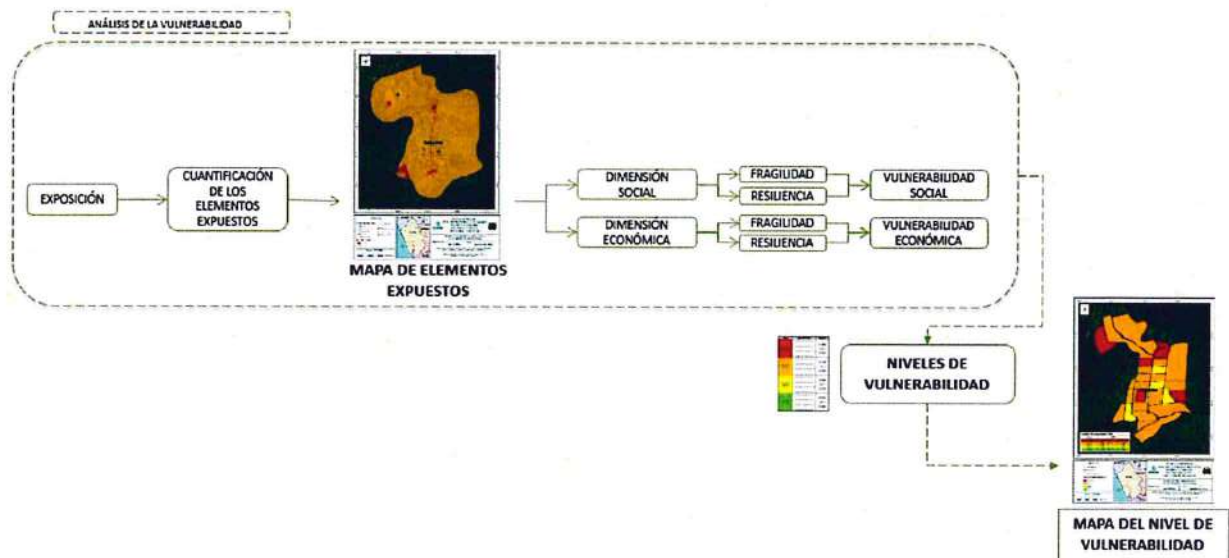 ANÁLISIS DE LA VULNERABILIDAD
EXPOSICIÓN
CUANTIFICACIÓN
DE LOS
ELEMENTOS
EXPUESTOS
MAPA DE ELEMENTOS
EXPUESTOS
DIMENSIÓN
SOCIAL
FRAGILIDAD
RESILIENCIA
VULNERABILIDAD
SOCIAL
DIMENSIÓN
ECONÓMICA
FRAGILIDAD
RESILIENCIA
VULNERABILIDAD
ECONÓMICA
NIVELES DE
VULNERABILIDAD
MAPA DEL NIVEL DE
VULNERABILIDAD